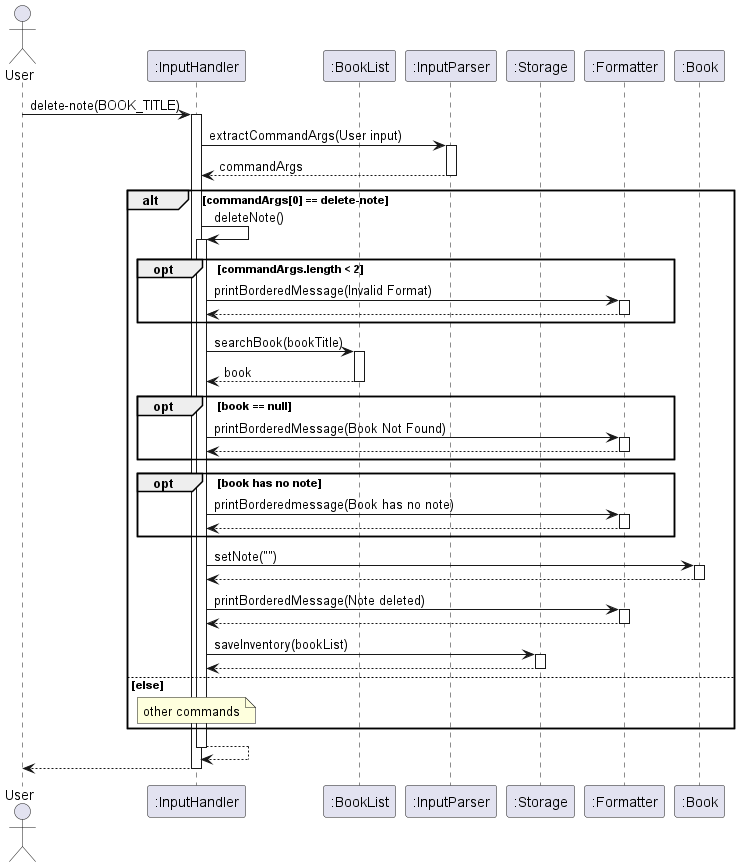 User
:InputHandler
:BookList
:InputParser
:Storage
:Formatter
:Book
delete-note(BOOK_TITLE)
extractCommandArgs(User input)
commandArgs
alt
[commandArgs[0] == delete-note]
deleteNote()
opt
[commandArgs.length < 2]
printBorderedMessage(Invalid Format)
searchBook(bookTitle)
book
opt
[book == null]
printBorderedMessage(Book Not Found)
opt
[book has no note]
printBorderedmessage(Book has no note)
setNote("")
printBorderedMessage(Note deleted)
saveInventory(bookList)
[else]
other commands
User
:InputHandler
:BookList
:InputParser
:Storage
:Formatter
:Book